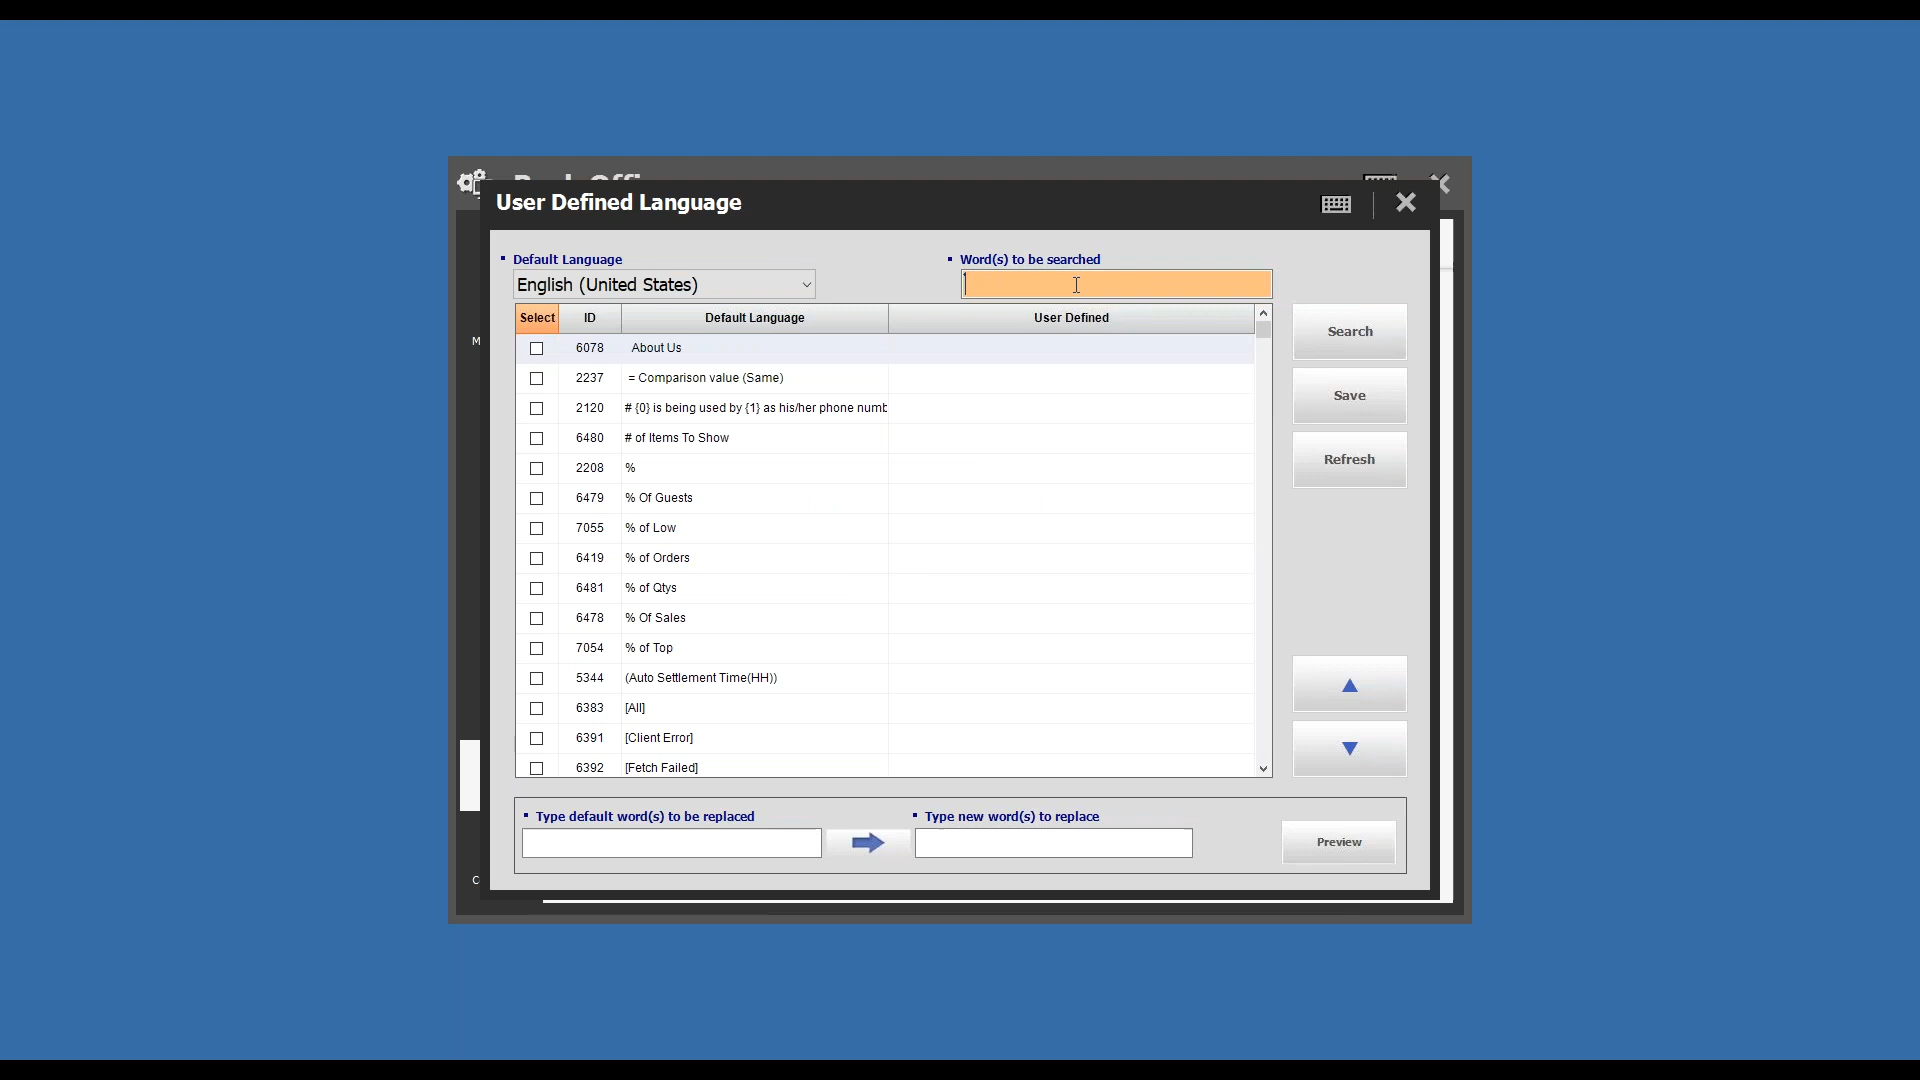 User Defined Language
Default Language
Word(s) to be searched
English (United States)
Select ID Default Language User Defined
6078 About Us
2237 = Comparison value (Same)
2120 # {0} is being used by {1} as his/her phone numb
6480 # of Items To Show
2208 %
6479 % Of Guests
7055 % of Low
6419 % of Orders
6481 % of Qtys
6478 % Of Sales
7054 % of Top
5344 (Auto Settlement Time(HH))
6383 [All]
6391 [Client Error]
6392 [Fetch Failed]
Search
Save
Refresh
M
C
Type default word(s) to be replaced
Type new word(s) to replace
Preview